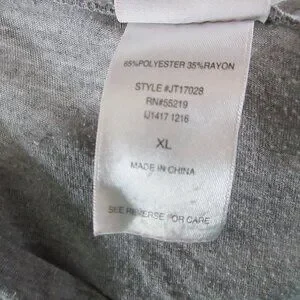 65%POLYESTER 35%RAYON
STYLE #JT17028
RN#55219
IJ1417 1216
XL
MADE IN CHINA
SEE REVERSE FOR CARE